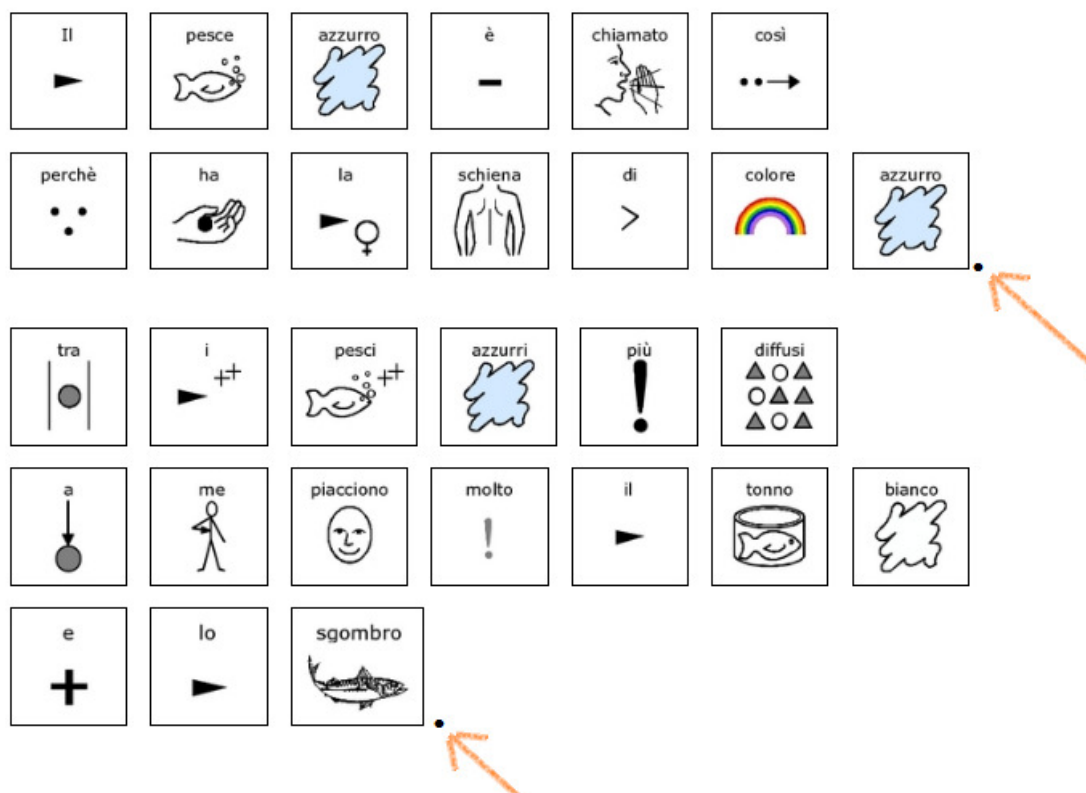 Il pesce azzurro è chiamato così
perchè ha la schiena di colore azzurro.
tra i pesci azzurri più diffusi
a me piacciono molto il tonno bianco
e lo sgombro.